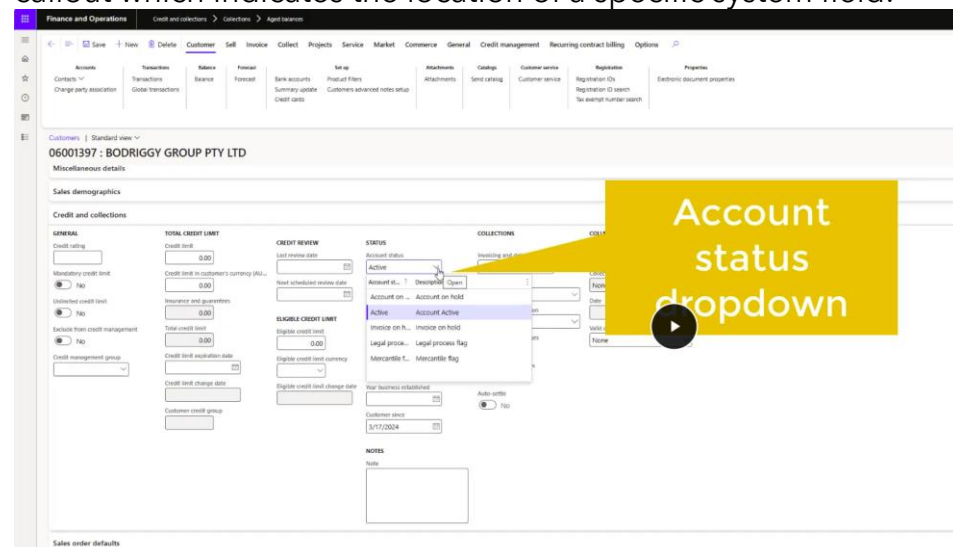 callout which indicates the location of a specific system field.
Finance and Operations Credit and collections > Collections > Aged balances
Save + New Delete Customer Sell Invoice Collect Projects Service Market Commerce General Credit management Recurring contract billing Options
Accounts Transactions Balance Forecast Set up Attachments Catalogs Customer service Registration Properties
Contacts Transactions Balance Forecast Bank accounts Product filters Attachments Send catalog Customer service Registration IDs Electronic document properties
Change party association Global transactions Summary update Customers advanced notes setup Registration ID search
Credit cards Tax exempt number search
Customers | Standard view
06001397 : BODRIGGY GROUP PTY LTD
Miscellaneous details
Sales demographics
Credit and collections
Account
status
dropdown
GENERAL
Credit rating
Mandatory credit limit
No
Unlimited credit limit
No
Exclude from credit management
No
Credit management group
TOTAL CREDIT LIMIT
Credit limit
0.00
Credit limit in customer's currency (AU...
0.00
Insurance and guarantees
0.00
Total credit limit
0.00
Credit limit expiration date
Credit limit change date
Customer credit group
CREDIT REVIEW
Last review date
Next scheduled review date
ELIGIBLE CREDIT LIMIT
Eligible credit limit
0.00
Eligible credit limit currency
Eligible credit limit change date
STATUS
Account status
Active
Account st... Description Open
Account on ... Account on hold
Active Account Active
Invoice on h... Invoice on hold
Legal proce... Legal process flag
Mercantile f... Mercantile flag
Your business established
Customer since
3/17/2024
NOTES
Note
COLLECTIONS
Invoicing and
Auto-settle
No
Date
None
Sales order defaults